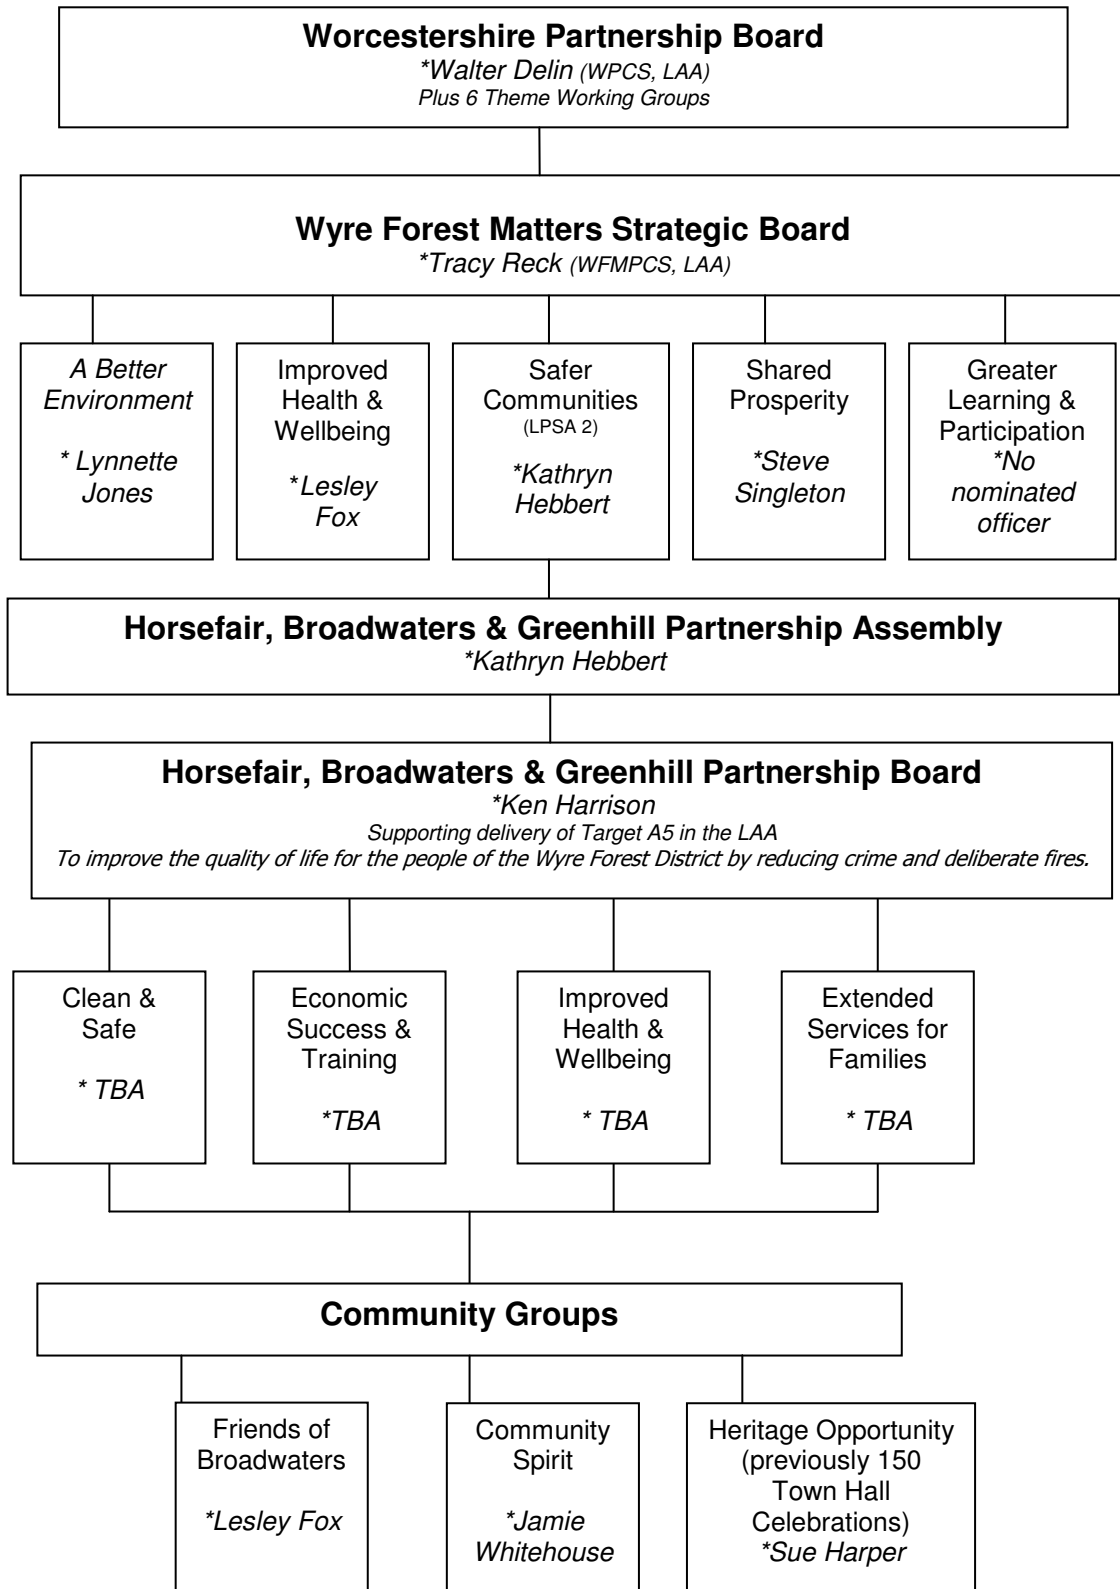 Worcestershire Partnership Board
*Walter Delin (WPCS, LAA)
Plus 6 Theme Working Groups
Wyre Forest Matters Strategic Board
*Tracy Reck (WFMPCS, LAA)
A Better
Environment
* Lynnette
Jones
Improved
Health &
Wellbeing
*Lesley
Fox
Safer
Communities
(LPSA 2)
*Kathryn
Hebbert
Shared
Prosperity
*Steve
Singleton
Greater
Learning &
Participation
*No
nominated
officer
Horsefair, Broadwaters & Greenhill Partnership Assembly
*Kathryn Hebbert
Horsefair, Broadwaters & Greenhill Partnership Board
*Ken Harrison
Supporting delivery of Target A5 in the LAA
To improve the quality of life for the people of the Wyre Forest District by reducing crime and deliberate fires.
Clean &
Safe
* TBA
Economic
Success &
Training
*TBA
Improved
Health &
Wellbeing
* TBA
Extended
Services for
Families
* TBA
Community Groups
Friends of
Broadwaters
*Lesley Fox
Community
Spirit
*Jamie
Whitehouse
Heritage Opportunity
(previously 150
Town Hall
Celebrations)
*Sue Harper